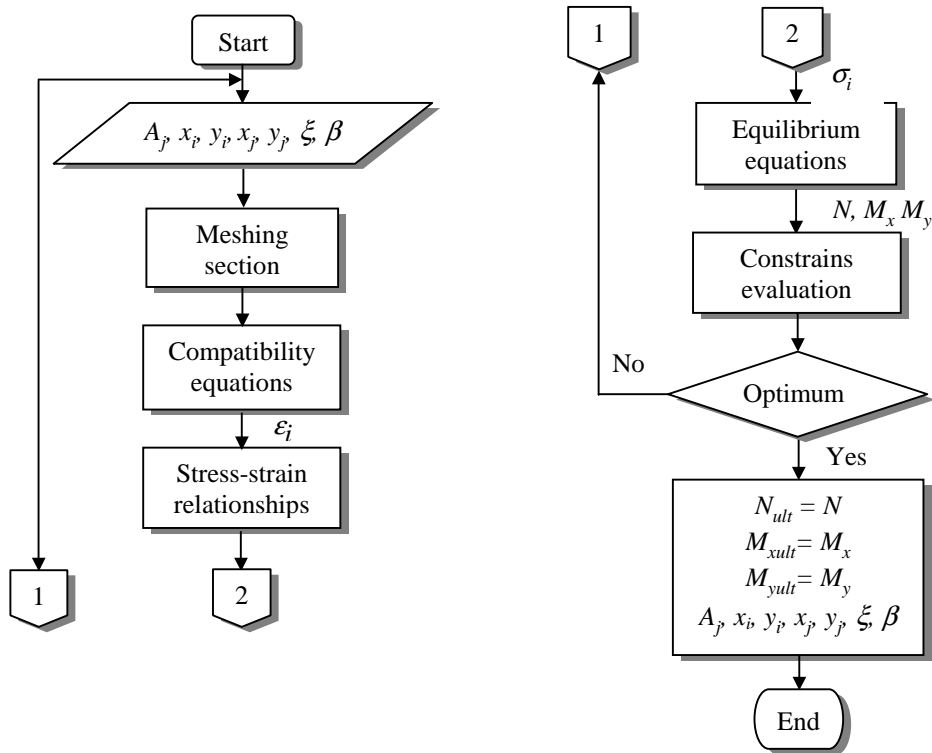 Start
A_j, x_i, y_i, x_j, y_j, ξ, β
Meshing
section
Compatibility
equations
ε_i
Stress-strain
relationships
1
2
1
2
σ_i
Equilibrium
equations
N, M_x M_y
Constrains
evaluation
No
Optimum
Yes
N_ult = N
M_xult= M_x
M_yult= M_y
A_j, x_i, y_i, x_j, y_j, ξ, β
End